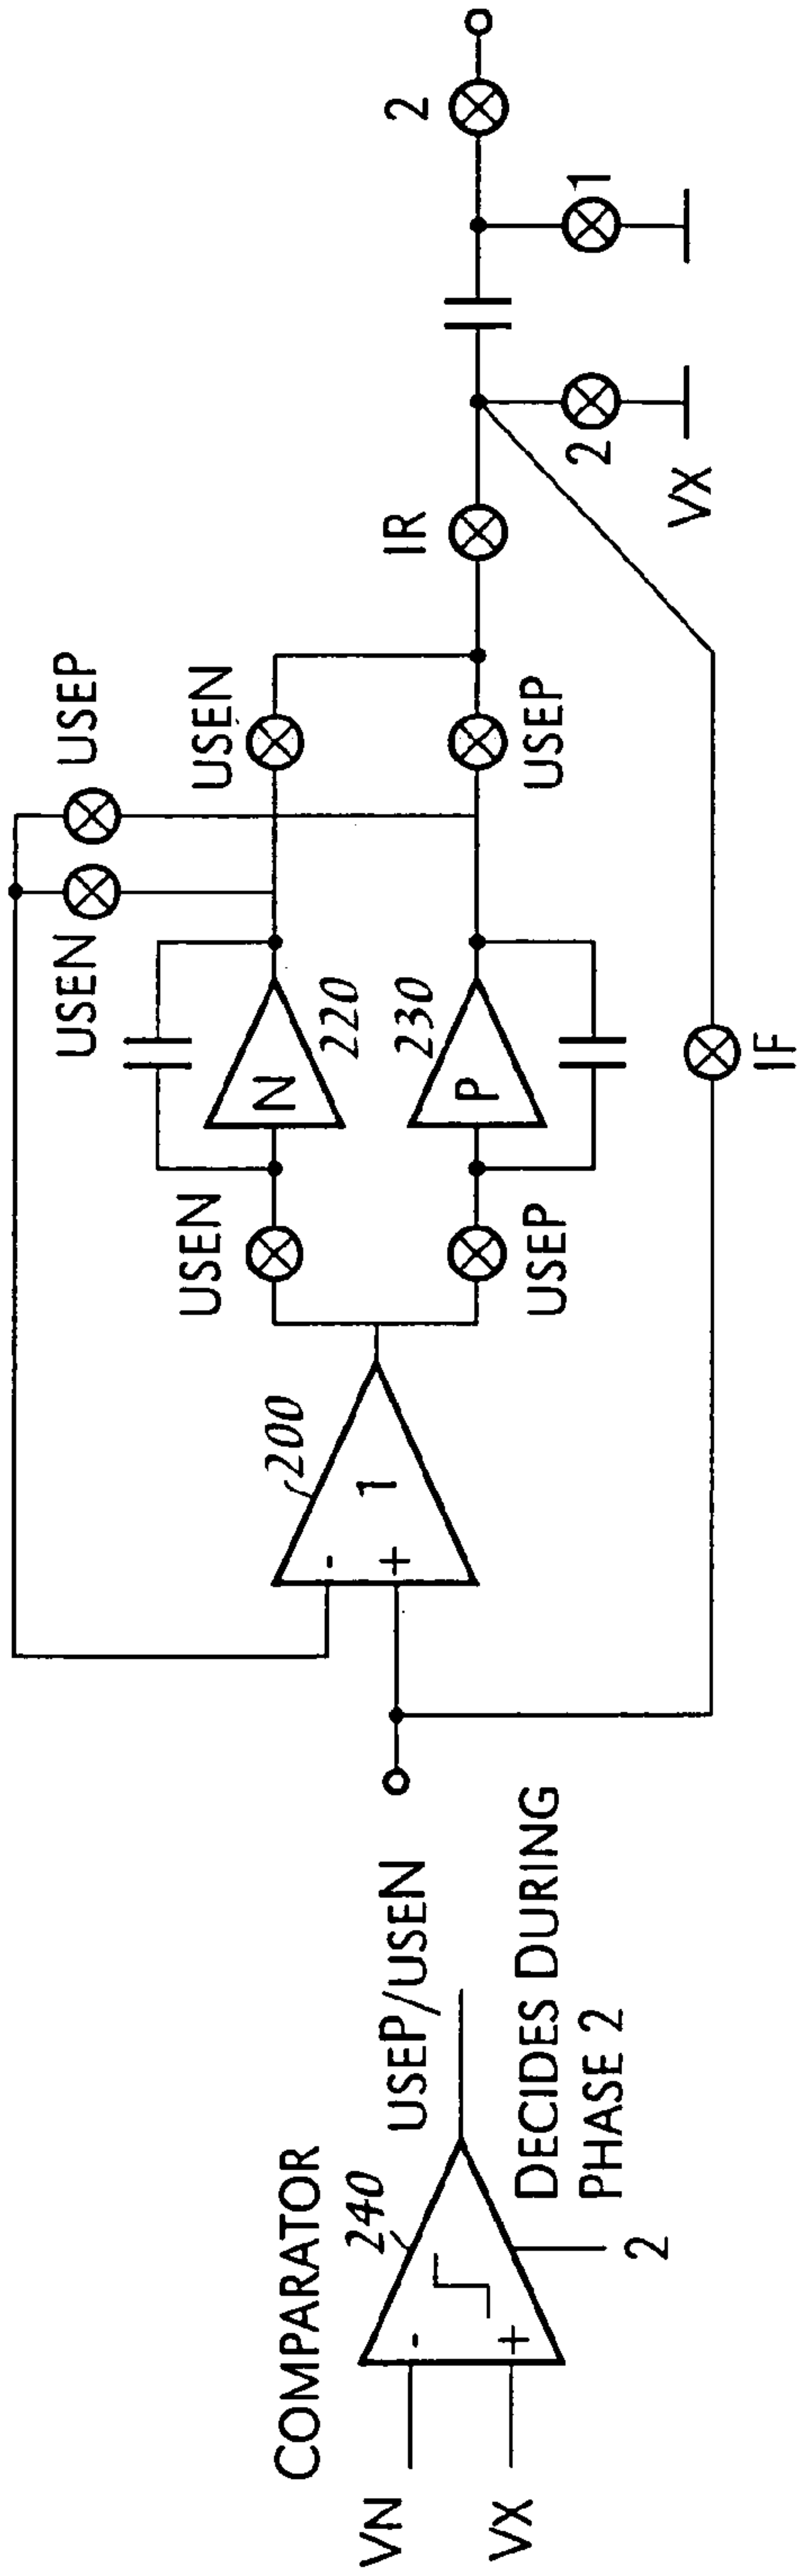 COMPARATOR
240
VN
-
VX
+
2
USEP/USEN
DECIDES DURING
PHASE 2
200
-
+
1
USEN
USEP
USEN
USEP
N
220
P
230
USEN
USEP
IF
IR
2
VX
1
2